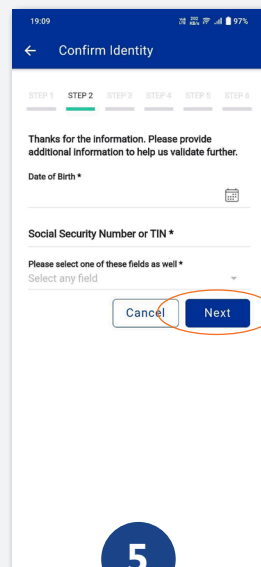 19:09 97%
Confirm Identity
STEP 1 STEP 2 STEP 3 STEP 4 STEP 5 STEP 6
Thanks for the information. Please provide
additional information to help us validate further.
Date of Birth *
Social Security Number or TIN *
Please select one of these fields as well *
Select any field
Cancel Next
5